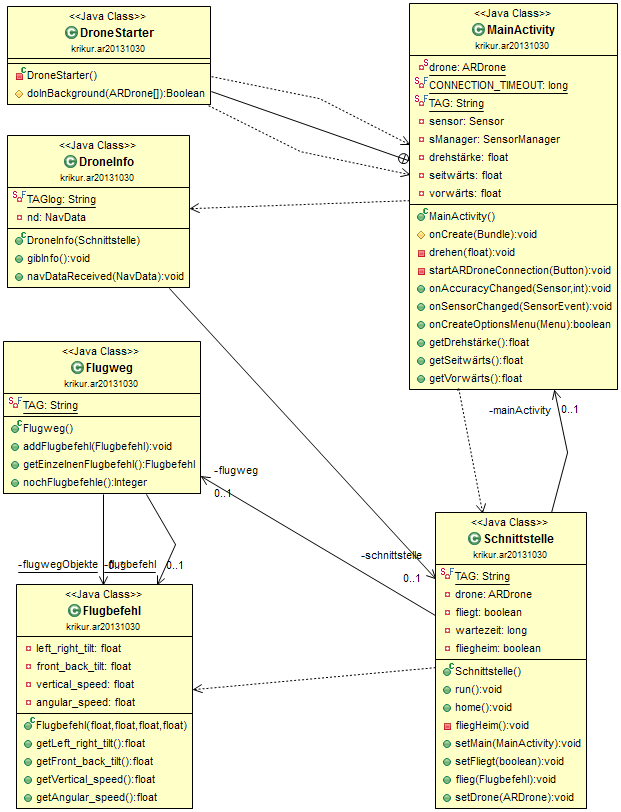 <<Java Class>>
DroneStarter
krikur.ar20131030
DroneStarter()
doInBackground(ARDrone[]):Boolean
<<Java Class>>
MainActivity
krikur.ar20131030
drone: ARDrone
CONNECTION_TIMEOUT: long
TAG: String
sensor: Sensor
sManager: SensorManager
drehstärke: float
seitwärts: float
vorwärts: float
MainActivity()
onCreate(Bundle):void
drehen(float):void
startARDroneConnection(Button):void
onAccuracyChanged(Sensor,int):void
onSensorChanged(SensorEvent):void
onCreateOptionsMenu(Menu):boolean
getDrehstärke():float
getSeitwärts():float
getVorwärts():float
<<Java Class>>
DroneInfo
krikur.ar20131030
TAGlog: String
nd: NavData
DroneInfo(Schnittstelle)
gibInfo():void
navDataReceived(NavData):void
<<Java Class>>
Flugweg
krikur.ar20131030
TAG: String
Flugweg()
addFlugbefehl(Flugbefehl):void
getEinzelnenFlugbefehl():Flugbefehl
nochFlugbefehle():Integer
-mainActivity
0..1
-flugweg
0..1
-schnittstelle
0..1
-flugwegObjekte
-flugbefehl
0..1
<<Java Class>>
Schnittstelle
krikur.ar20131030
TAG: String
drone: ARDrone
fliegt: boolean
wartezeit: long
fliegheim: boolean
Schnittstelle()
run():void
home():void
fliegHeim():void
setMain(MainActivity):void
setFliegt(boolean):void
flieg(Flugbefehl):void
setDrone(ARDrone):void
<<Java Class>>
Flugbefehl
krikur.ar20131030
left_right_tilt: float
front_back_tilt: float
vertical_speed: float
angular_speed: float
Flugbefehl(float,float,float,float)
getLeft_right_tilt():float
getFront_back_tilt():float
getVertical_speed():float
getAngular_speed():float